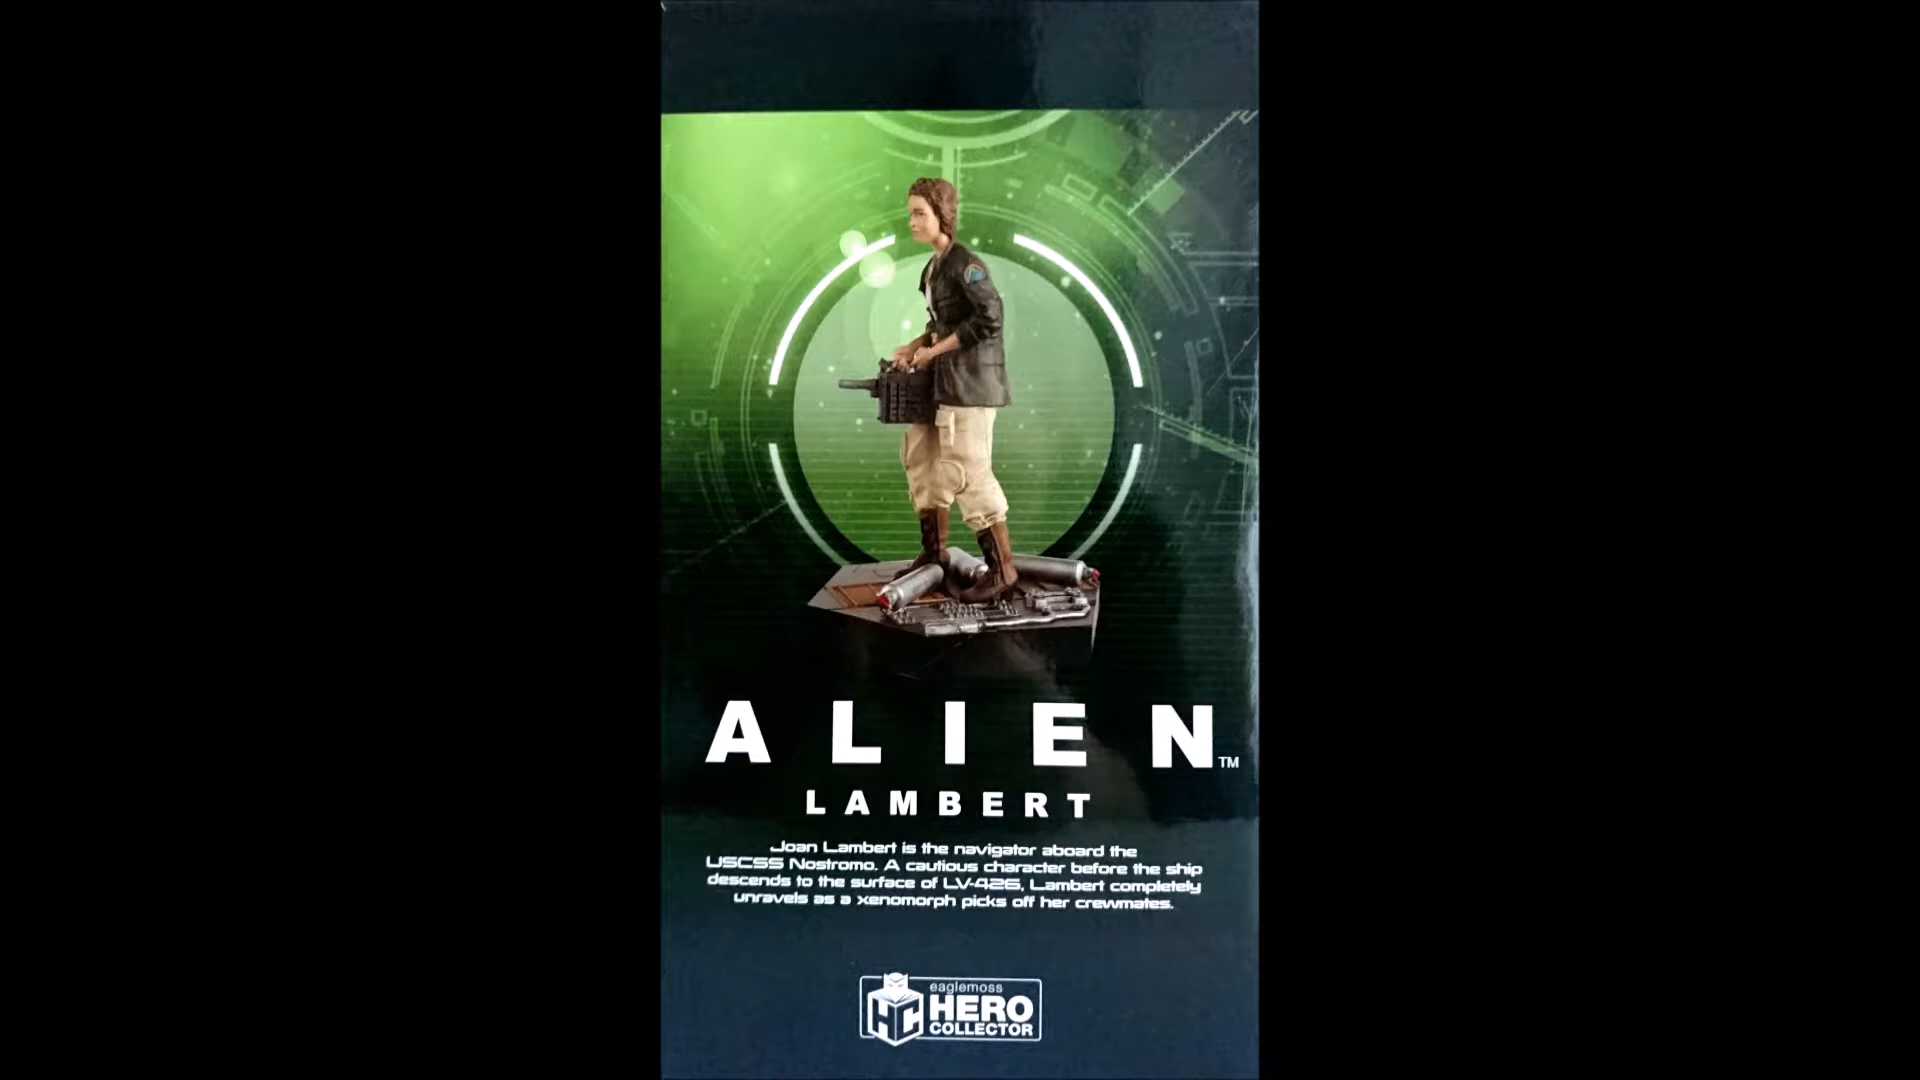 ALIEN™
LAMBERT
Joan Lambert is the navigator aboard the
USCSS Nostromo. A cautious character before the ship
descends to the surface of LV-426, Lambert completely
unravels as a xenomorph picks off her crewmates.
eaglemoss
HC HERO
COLLECTOR